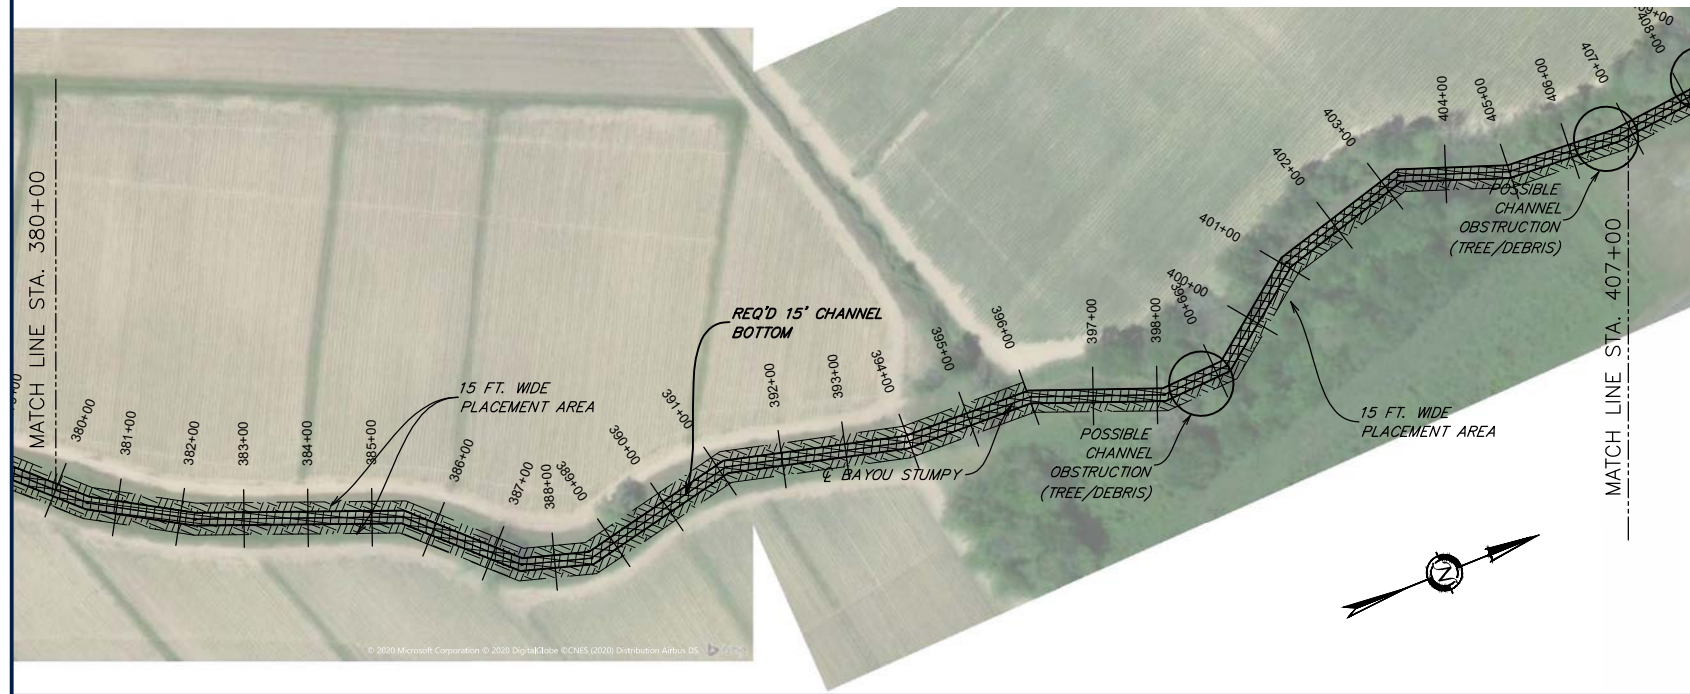 MATCH LINE STA. 380+00
380+00
381+00
382+00
383+00
384+00
385+00
386+00
387+00
388+00
389+00
390+00
391+00
392+00
393+00
394+00
395+00
396+00
397+00
398+00
399+00
400+00
401+00
402+00
403+00
404+00
405+00
406+00
407+00
408+00
15 FT. WIDE
PLACEMENT AREA
REQ'D 15' CHANNEL
BOTTOM
℄ BAYOU STUMPY
POSSIBLE
CHANNEL
OBSTRUCTION
(TREE/DEBRIS)
15 FT. WIDE
PLACEMENT AREA
POSSIBLE
CHANNEL
OBSTRUCTION
(TREE/DEBRIS)
MATCH LINE STA. 407+00
N
© 2020 Microsoft Corporation © 2020 DigitalGlobe ©CNES (2020) Distribution Airbus DS